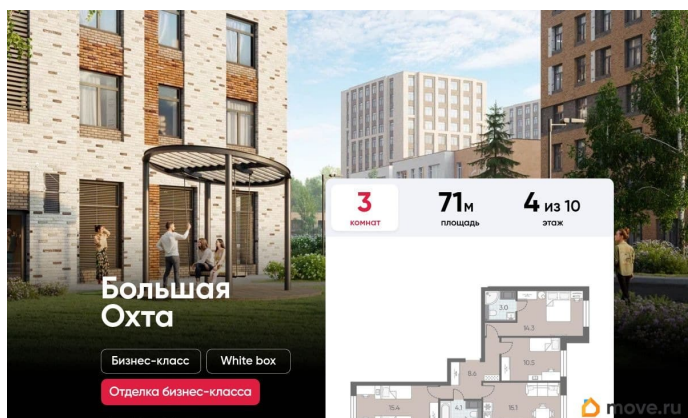 3
комнат
71м
площадь
4 из 10
этаж
Большая
Охта
Бизнес-класс
White box
Отделка бизнес-класса
3.0
14.3
10.5
8.6
15.4
4.1
15.1
move.ru